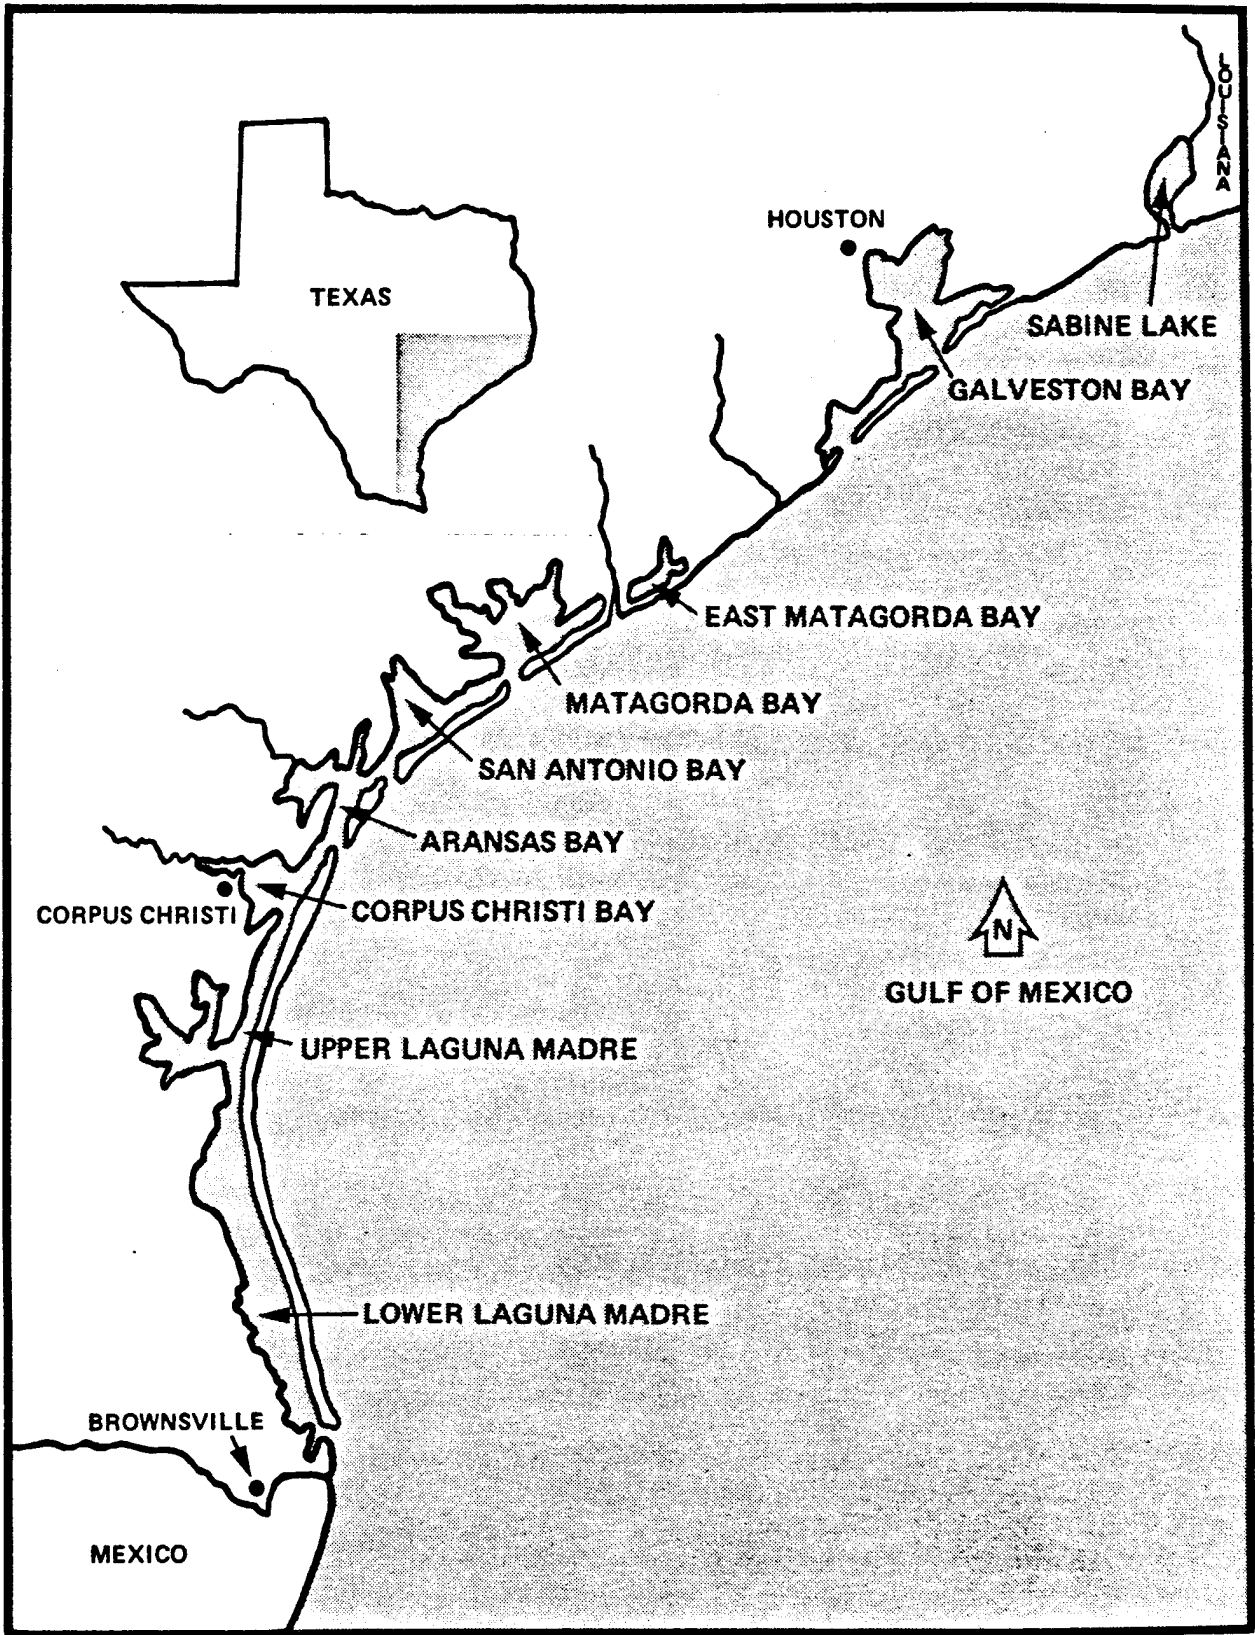 LOUISIANA
HOUSTON
TEXAS
SABINE LAKE
GALVESTON BAY
EAST MATAGORDA BAY
MATAGORDA BAY
SAN ANTONIO BAY
ARANSAS BAY
CORPUS CHRISTI
CORPUS CHRISTI BAY
N
GULF OF MEXICO
UPPER LAGUNA MADRE
LOWER LAGUNA MADRE
BROWNSVILLE
MEXICO